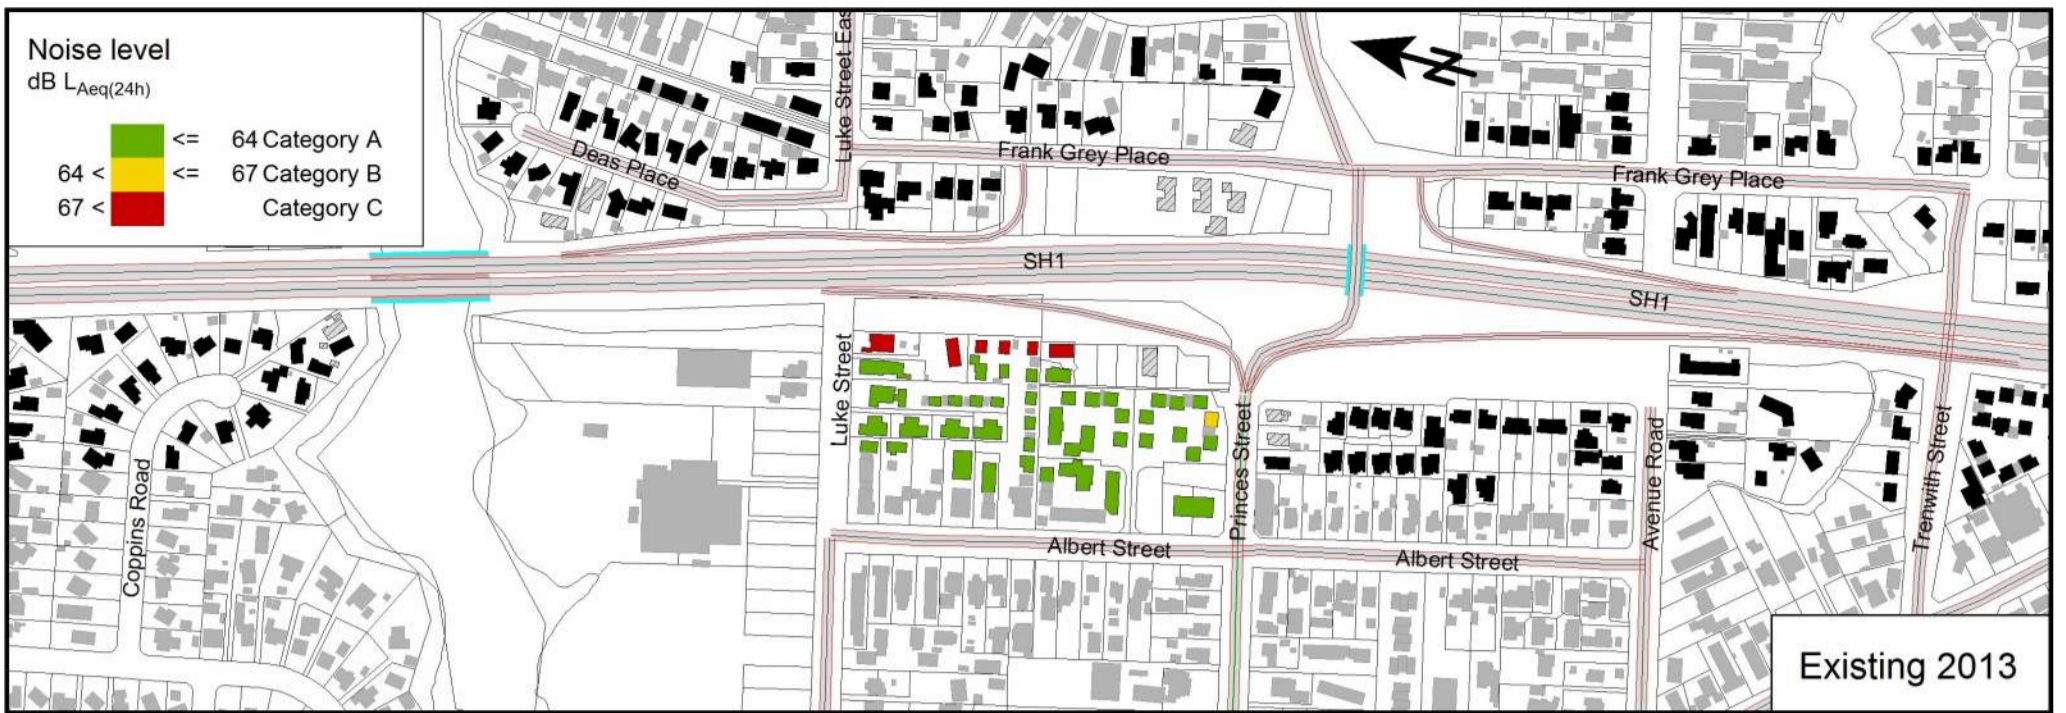 Noise level
dB LAeq(24h)
<= 64 Category A
64 < <= 67 Category B
67 < Category C
Luke Street Eas
N
Deas Place
Frank Grey Place
Frank Grey Place
SH1
SH1
Luke Street
Coppins Road
Princess Street
Avenue Road
Trenwith Street
Albert Street
Albert Street
Existing 2013